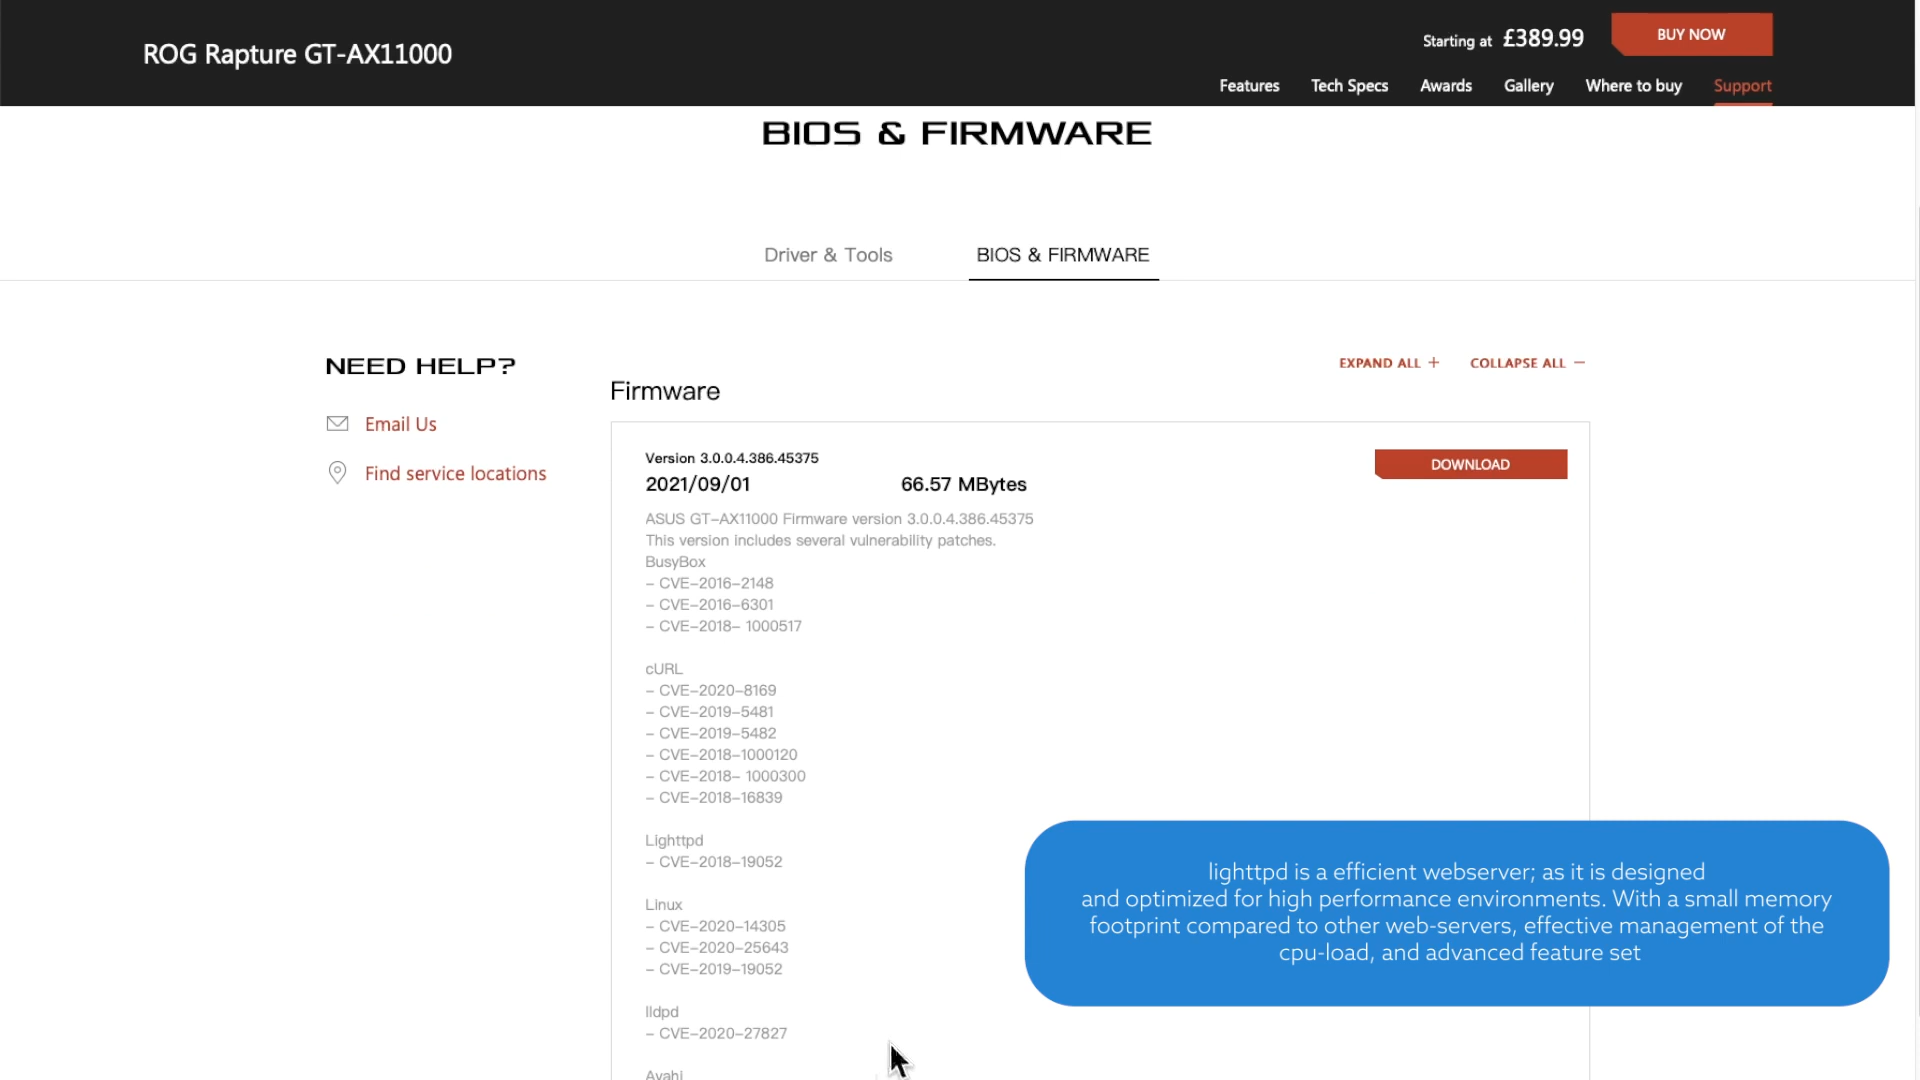 ROG Rapture GT-AX11000
Starting at £389.99
BUY NOW
Features Tech Specs Awards Gallery Where to buy Support
BIOS & FIRMWARE
Driver & Tools BIOS & FIRMWARE
NEED HELP?
Email Us
Find service locations
EXPAND ALL + COLLAPSE ALL −
Firmware
Version 3.0.0.4.386.45375
2021/09/01 66.57 MBytes
DOWNLOAD
ASUS GT-AX11000 Firmware version 3.0.0.4.386.45375
This version includes several vulnerability patches.
BusyBox
- CVE-2016-2148
- CVE-2016-6301
- CVE-2018- 1000517
cURL
- CVE-2020-8169
- CVE-2019-5481
- CVE-2019-5482
- CVE-2018-1000120
- CVE-2018- 1000300
- CVE-2018-16839
Lighttpd
- CVE-2018-19052
Linux
- CVE-2020-14305
- CVE-2020-25643
- CVE-2019-19052
lldpd
- CVE-2020-27827
Avahi
lighttpd is a efficient webserver; as it is designed
and optimized for high performance environments. With a small memory
footprint compared to other web-servers, effective management of the
cpu-load, and advanced feature set